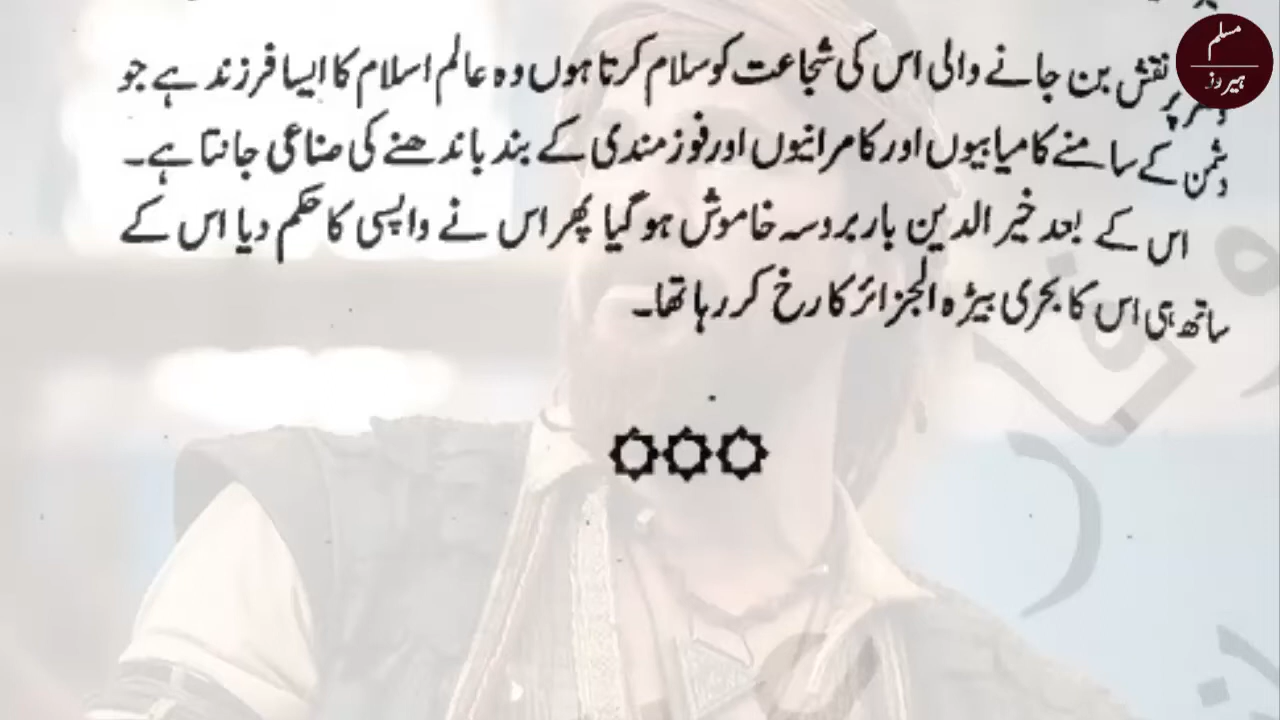 مسلم
ہیروز
پر نقش بن جانے والی اس کی شجاعت کو سلام کرتا ہوں وہ عالم اسلام کا ایسا فرزند ہے جو
دشمن کے سامنے کامیابیوں اور کامرانیوں اور فوزمندی کے بند باندھنے کی صناعی جانتا ہے۔
اس کے بعد خیر الدین باربروسہ خاموش ہو گیا پھر اس نے واپسی کا حکم دیا اس کے
ساتھ ہی اس کا بحری بیڑہ الجزائر کا رخ کر رہا تھا۔